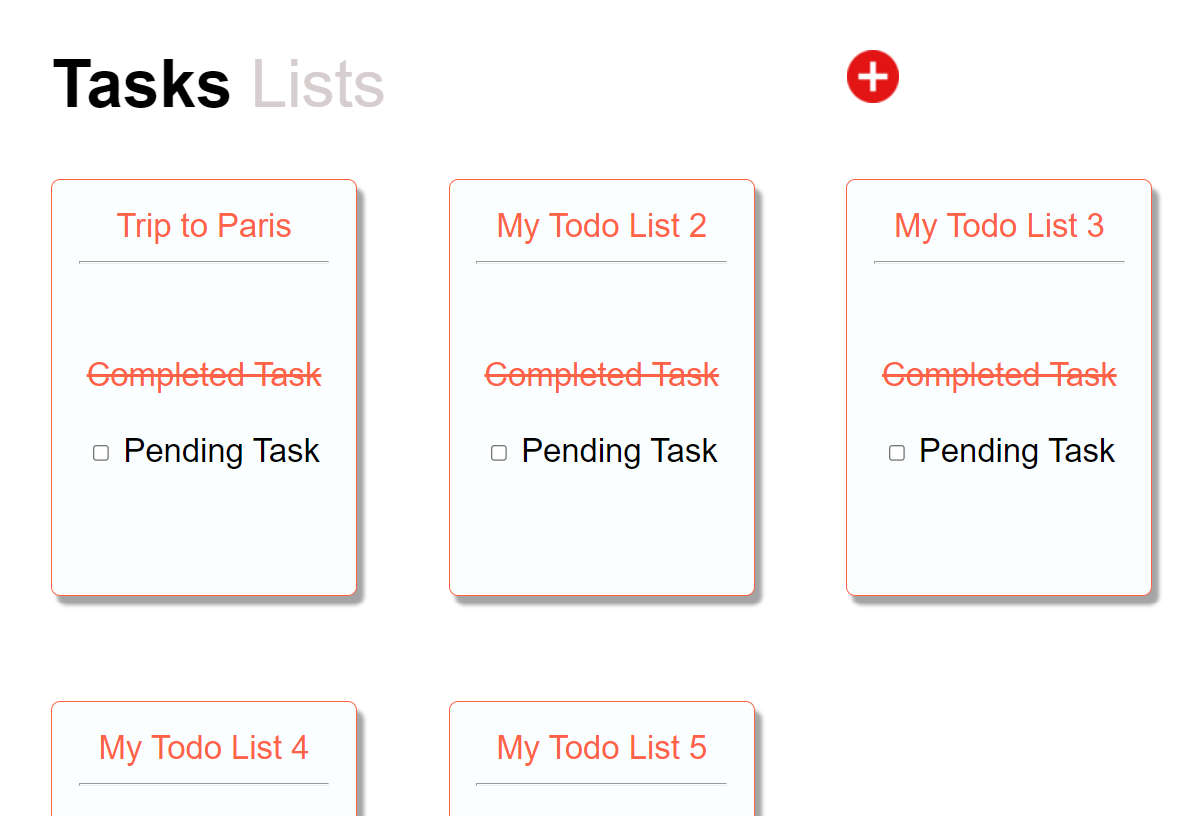 Tasks Lists
Trip to Paris
Completed Task
Pending Task
My Todo List 2
Completed Task
Pending Task
My Todo List 3
Completed Task
Pending Task
My Todo List 4
My Todo List 5